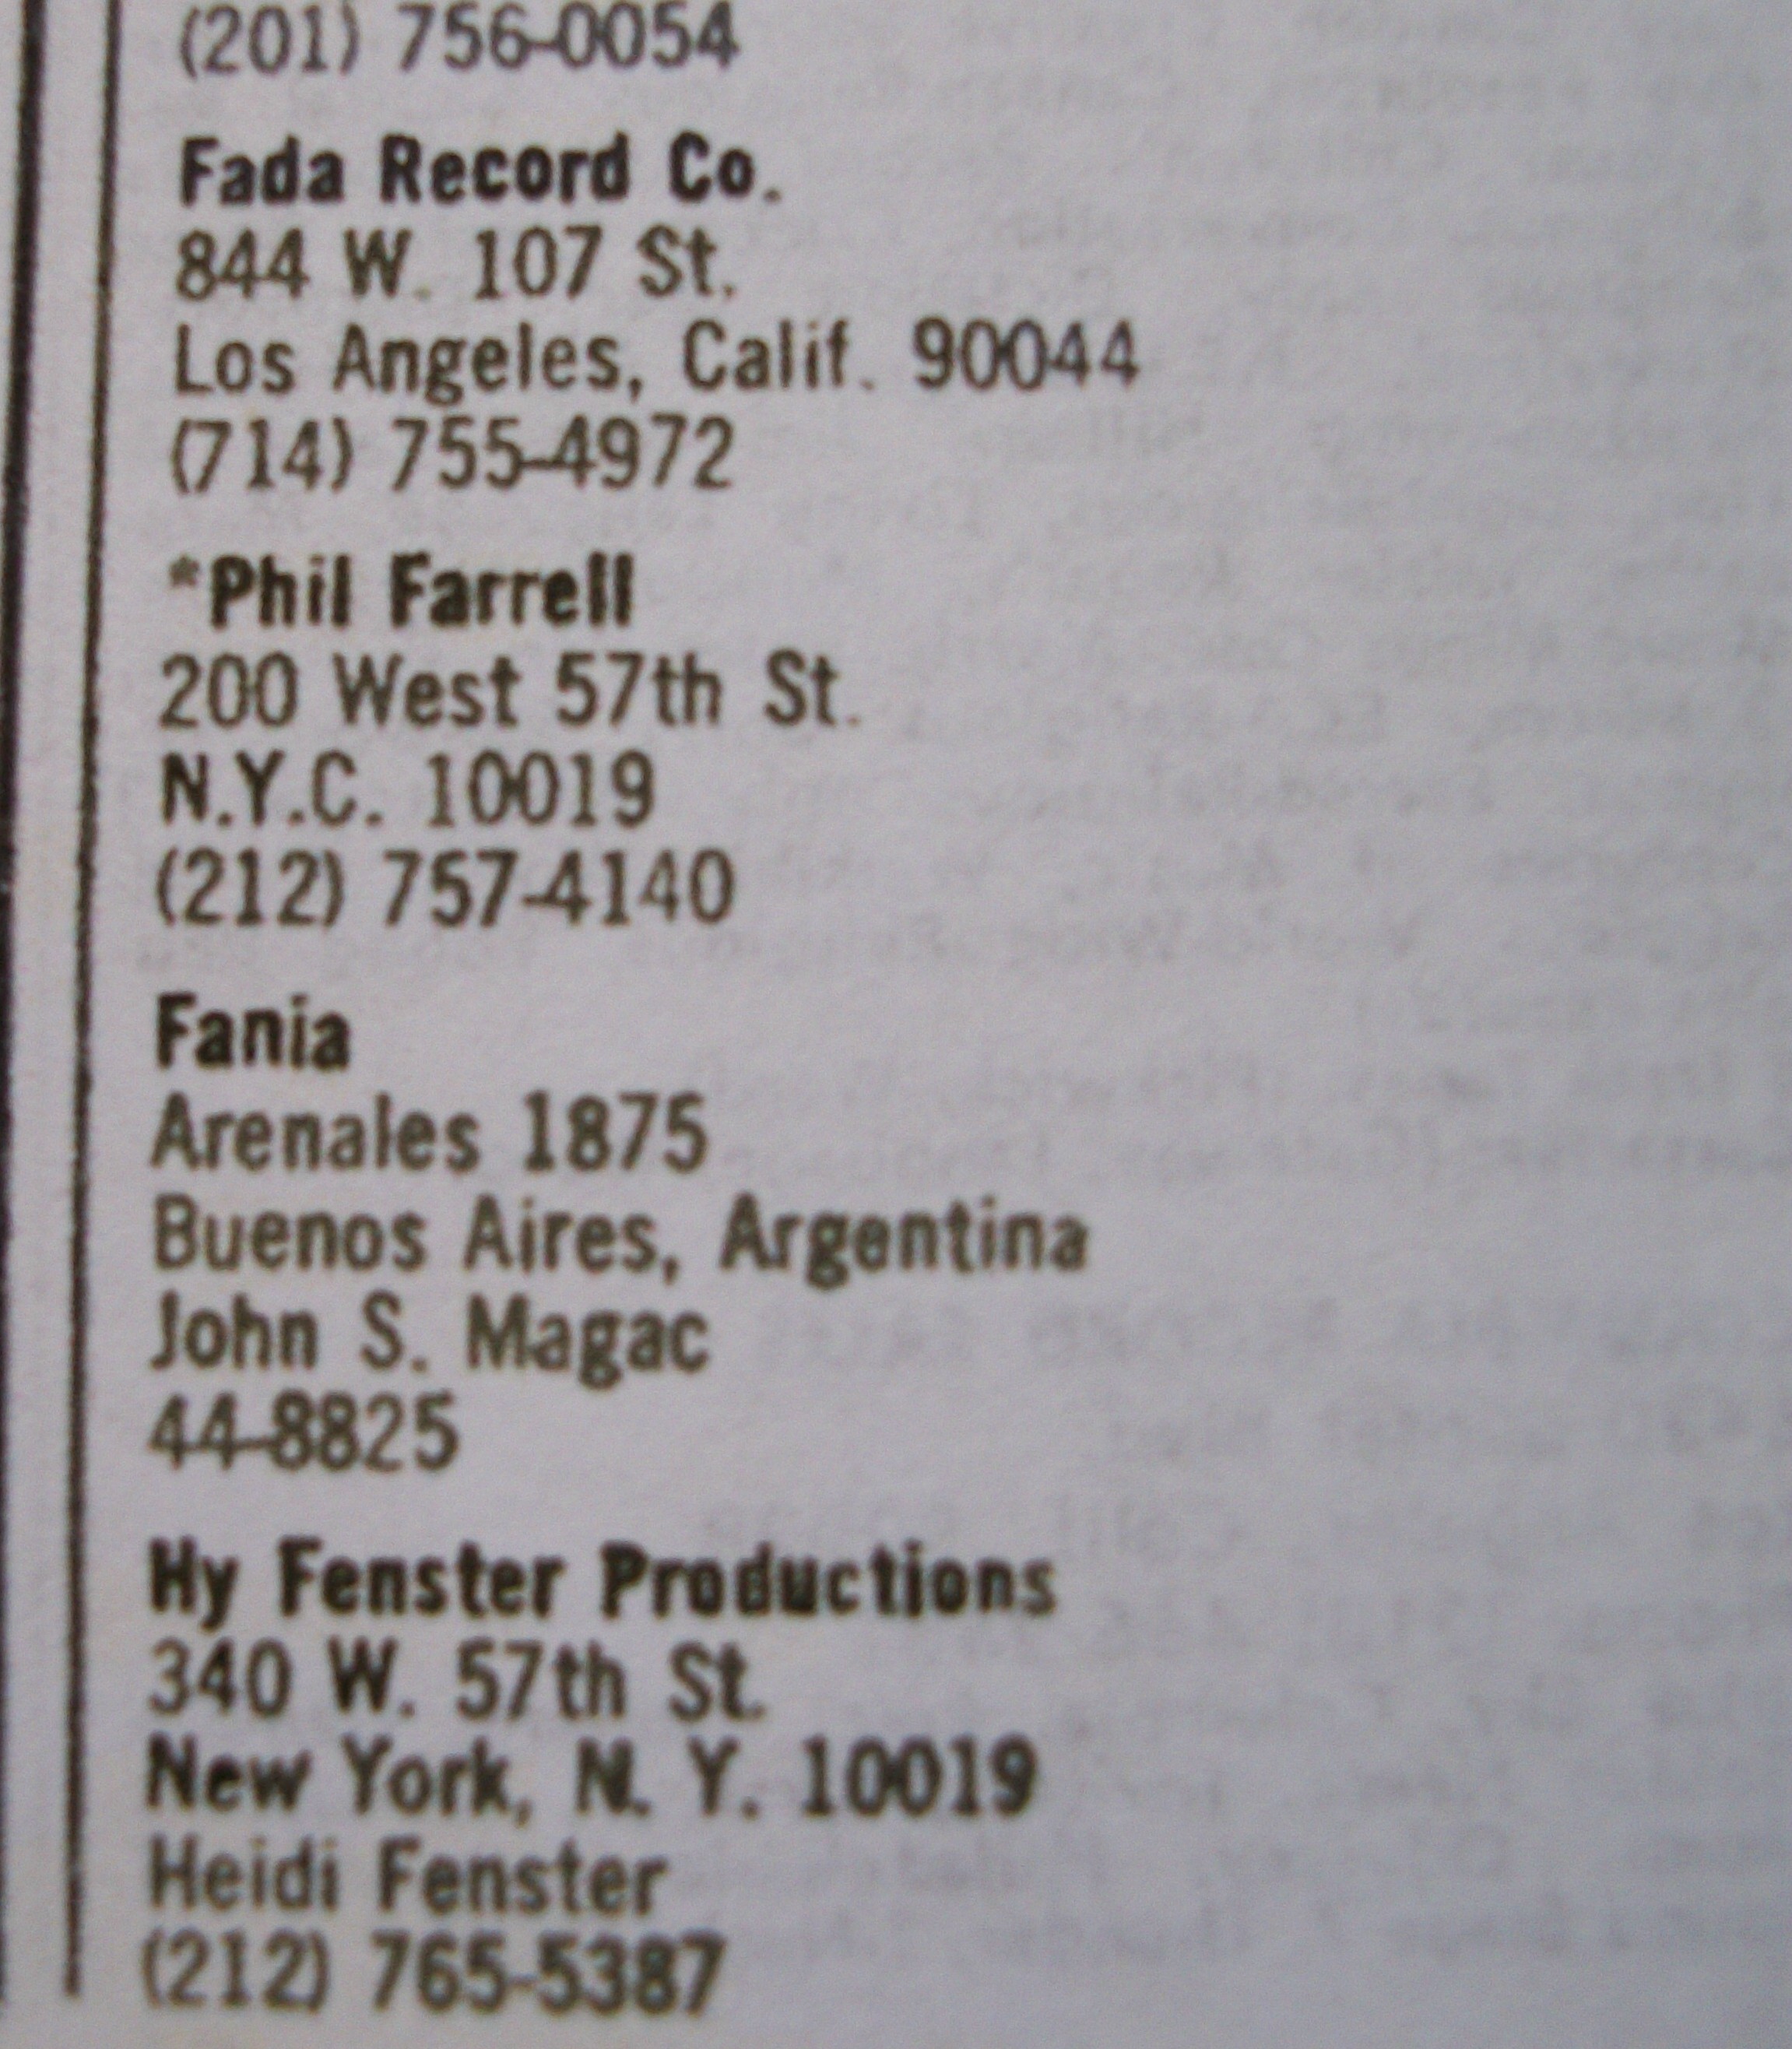 (201) 756-0054
Fada Record Co.
844 W. 107 St.
Los Angeles, Calif. 90044
(714) 755-4972
*Phil Farrell
200 West 57th St.
N.Y.C. 10019
(212) 757-4140
Fania
Arenales 1875
Buenos Aires, Argentina
John S. Magac
44-8825
Hy Fenster Productions
340 W. 57th St.
New York, N. Y. 10019
Heidi Fenster
(212) 765-5387